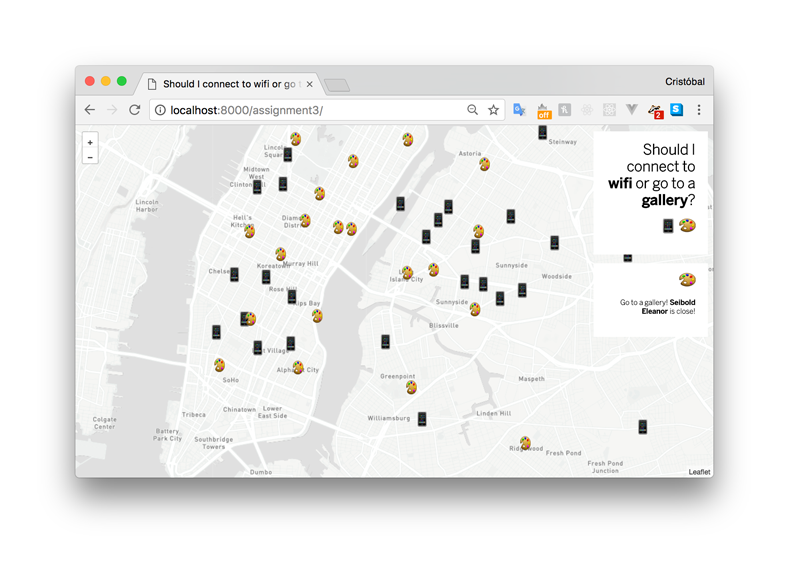 Should I connect to wifi or go t
Cristóbal
localhost:8000/assignment3/
off
2
S
+
−
Should I
connect to
wifi or go to a
gallery?
Go to a gallery! Seibold
Eleanor is close!
Lincoln
Square
Steinway
Astoria
Midtown
West
Clinton Hill
Lincoln
Harbor
Hell's
Kitchen
Diamond
District
Koreatown
Murray Hill
Chelsea
Rose Hill
Kips Bay
Island City
Sunnyside
Woodside
Sunnyside
Blissville
East Village
SoHo
Alphabet City
Greenpoint
Maspeth
Colgate
Center
Tribeca
Chinatown
Lower
East Side
Williamsburg
Linden Hill
Battery
Park City
Southbridge
Towers
Ridgewood
Fresh Pond
Fresh Pond
Junction
Dumbo
Leaflet